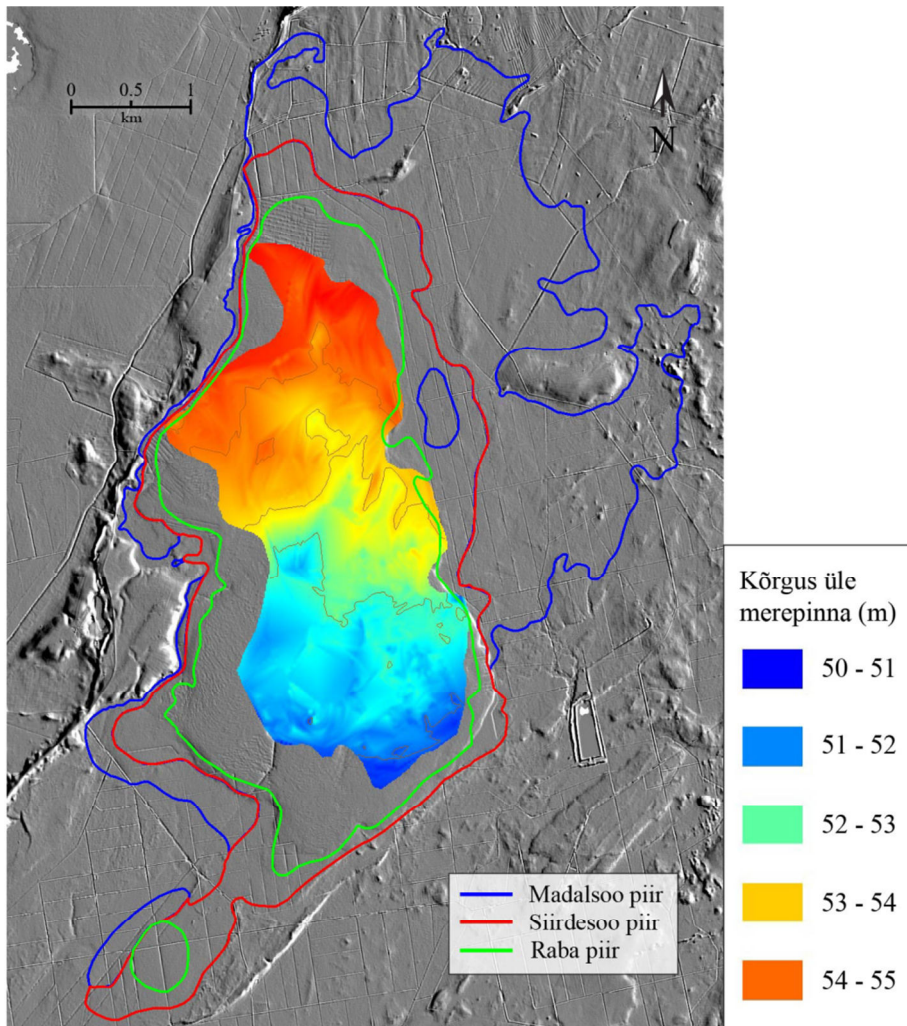 0 0.5 1
km
N
Kõrgus üle
merepinna (m)
50 - 51
51 - 52
52 - 53
53 - 54
54 - 55
Madalsoo piir
Siirdesoo piir
Raba piir